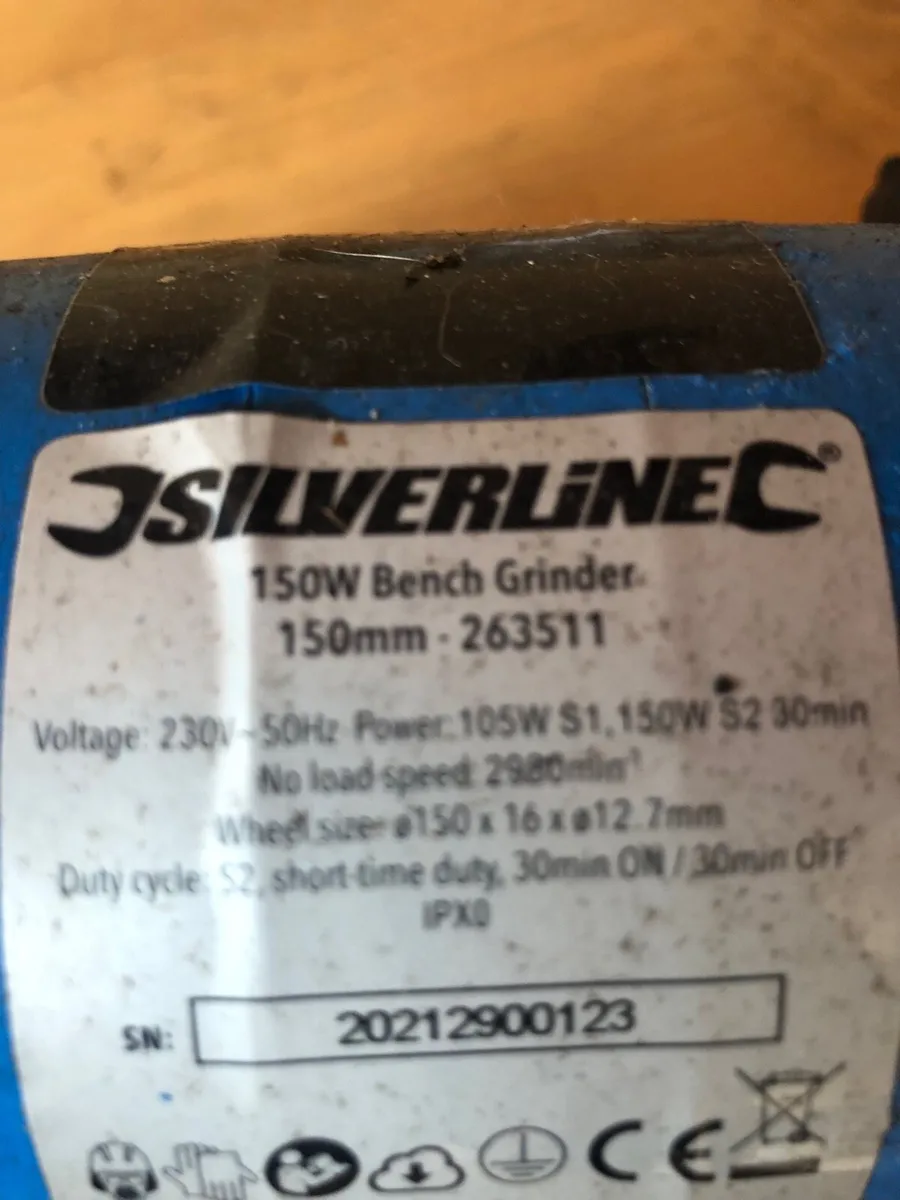 SILVERLiNE®
150W Bench Grinder
150mm - 263511
Voltage: 230V~ 50Hz Power: 105W S1, 150W S2 30min
No load speed: 2980min⁻¹
Wheel size: ø150 x 16 x ø12.7mm
Duty cycle: S2, short-time duty, 30min ON / 30min OFF
IPX0
SN: 20212900123
CE